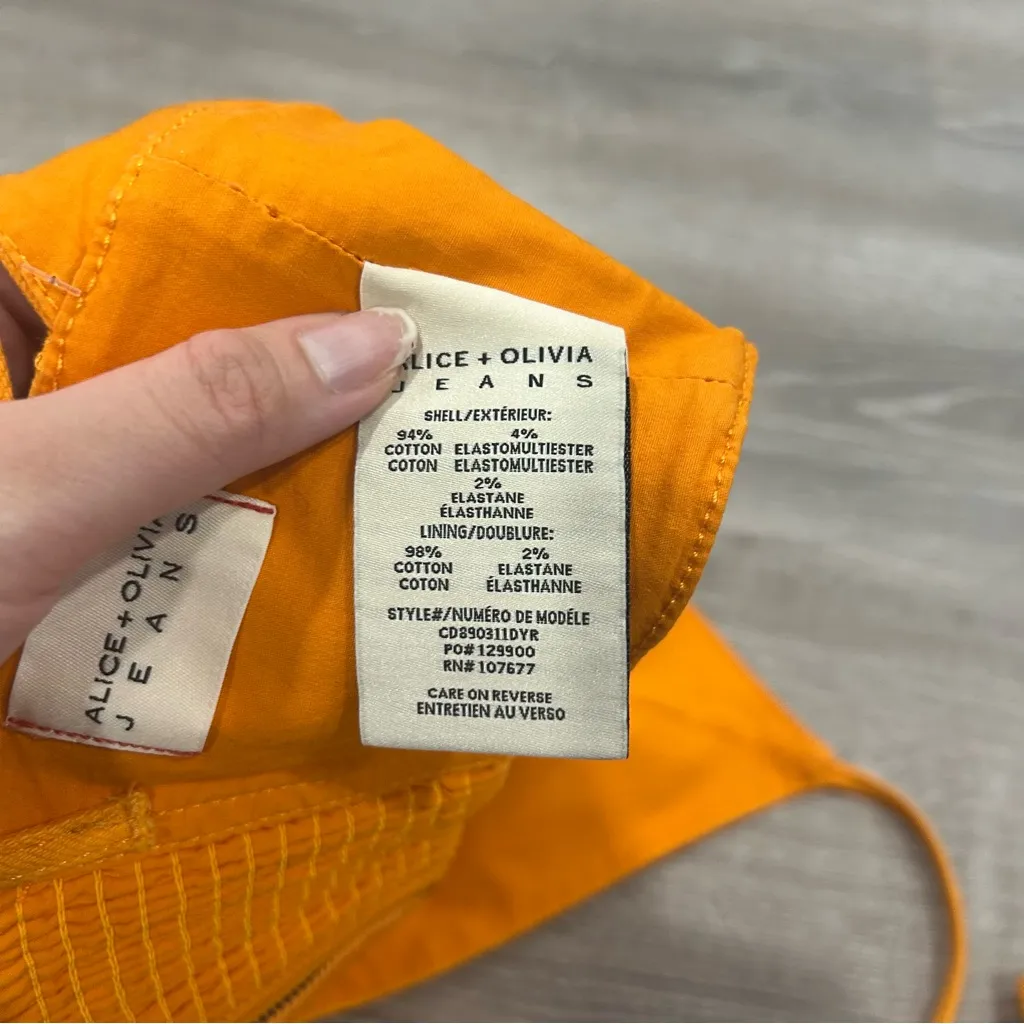 ALICE + OLIVIA
JEANS
SHELL/EXTÉRIEUR:
94% 4%
COTTON ELASTOMULTIESTER
COTON ELASTOMULTIESTER
2%
ELASTANE
ÉLASTHANNE
LINING/DOUBLURE:
98% 2%
COTTON ELASTANE
COTON ÉLASTHANNE
STYLE#/NUMÉRO DE MODÉLE
CD890311DYR
PO# 129900
RN# 107677
CARE ON REVERSE
ENTRETIEN AU VERSO
ALICE+OLIVIA
JEANS